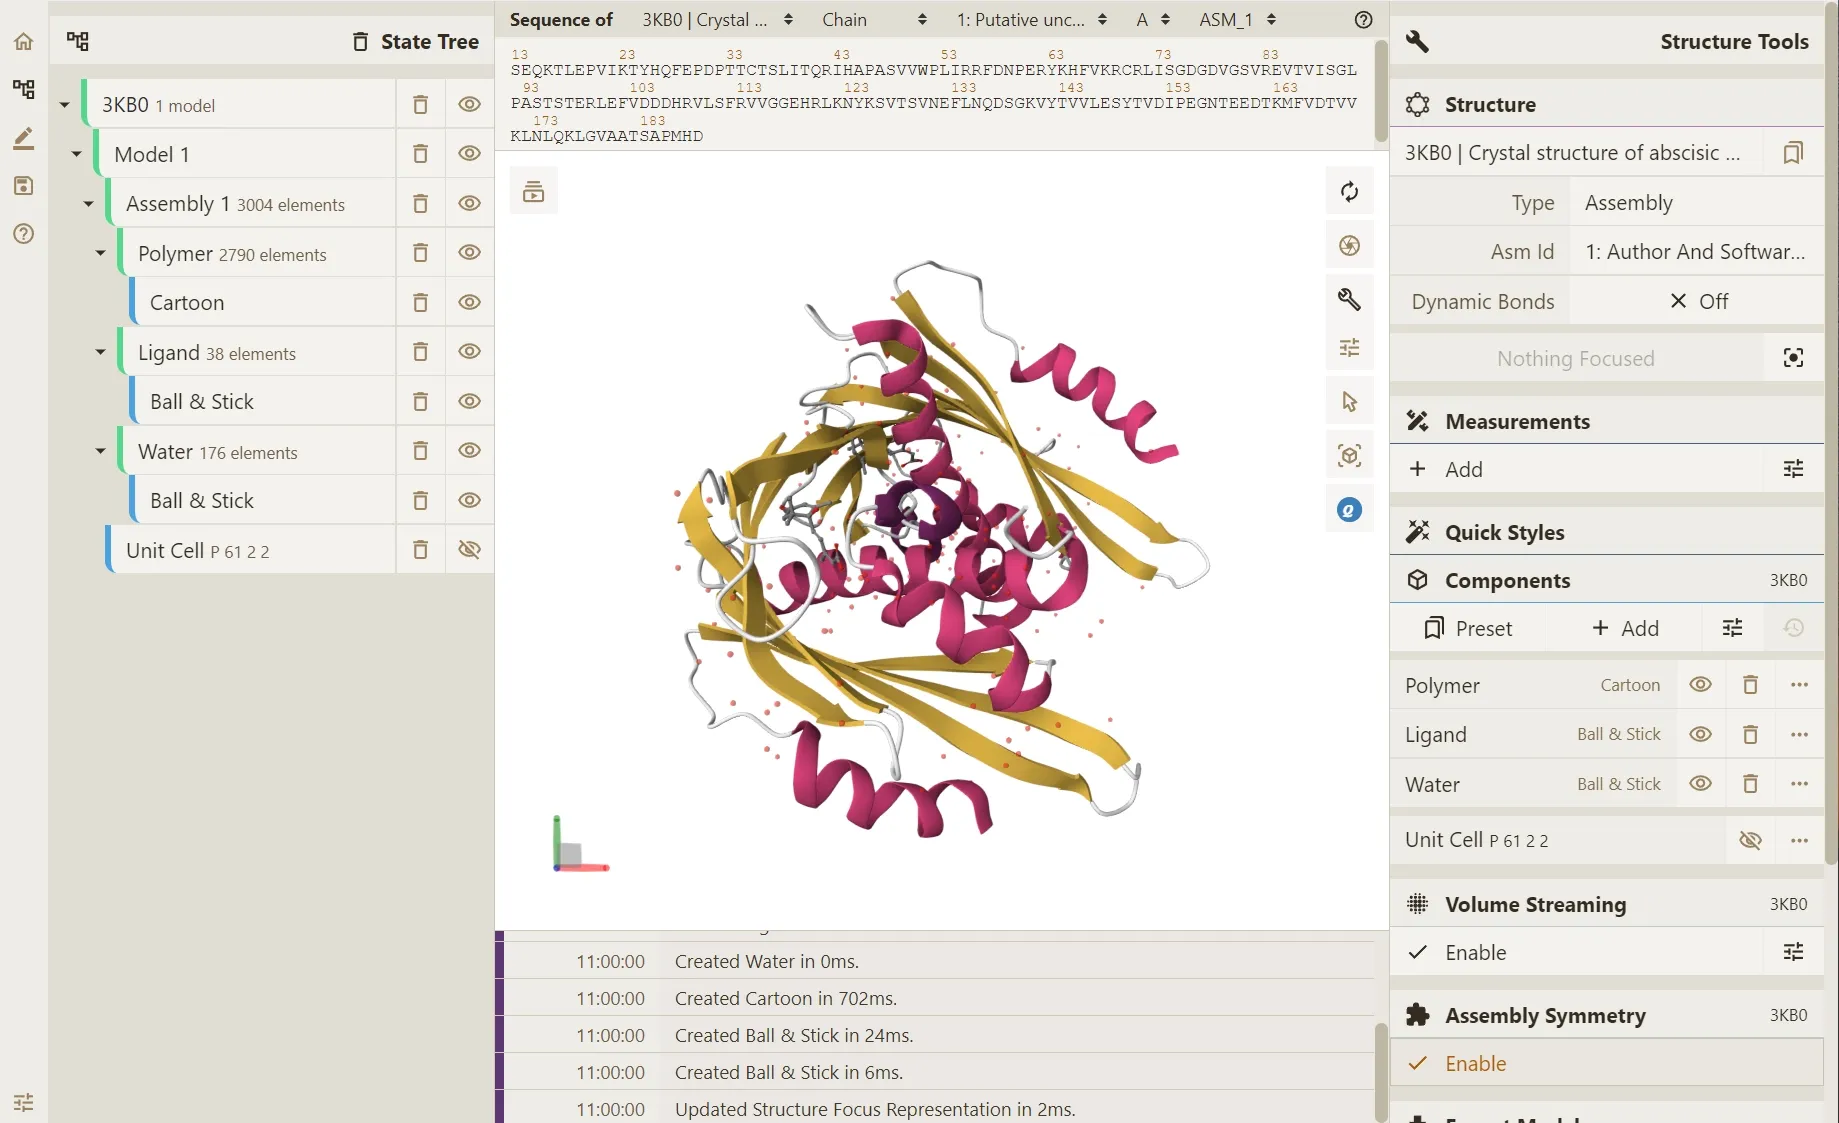 State Tree
3KB0 1 model
Model 1
Assembly 1 3004 elements
Polymer 2790 elements
Cartoon
Ligand 38 elements
Ball & Stick
Water 176 elements
Ball & Stick
Unit Cell P 61 2 2
Sequence of 3KB0 | Crystal ... Chain 1: Putative unc... A ASM_1
13 23 33 43 53 63 73 83
SEQKTLEPVIKTYHQFEPDPTTCTSLITQRIHAPASVVWPLIRRFDNPERYKHFVKRCRLISGDGDVGSVREVTVISGL
93 103 113 123 133 143 153 163
PASTSTERLEFVDDDHRVLSFRVVGGEHRLKNYKSVTSVNEFLNQDSGKVYTVVLESYTVDIPEGNTEEDTKMFVDTVV
173 183
KLNLQKLGVAATSAPMHD
11:00:00 Created Water in 0ms.
11:00:00 Created Cartoon in 702ms.
11:00:00 Created Ball & Stick in 24ms.
11:00:00 Created Ball & Stick in 6ms.
11:00:00 Updated Structure Focus Representation in 2ms.
Structure Tools
Structure
3KB0 | Crystal structure of abscisic ...
Type Assembly
Asm Id 1: Author And Softwar...
Dynamic Bonds Off
Nothing Focused
Measurements
Add
Quick Styles
Components 3KB0
Preset Add
Polymer Cartoon
Ligand Ball & Stick
Water Ball & Stick
Unit Cell P 61 2 2
Volume Streaming 3KB0
Enable
Assembly Symmetry 3KB0
Enable